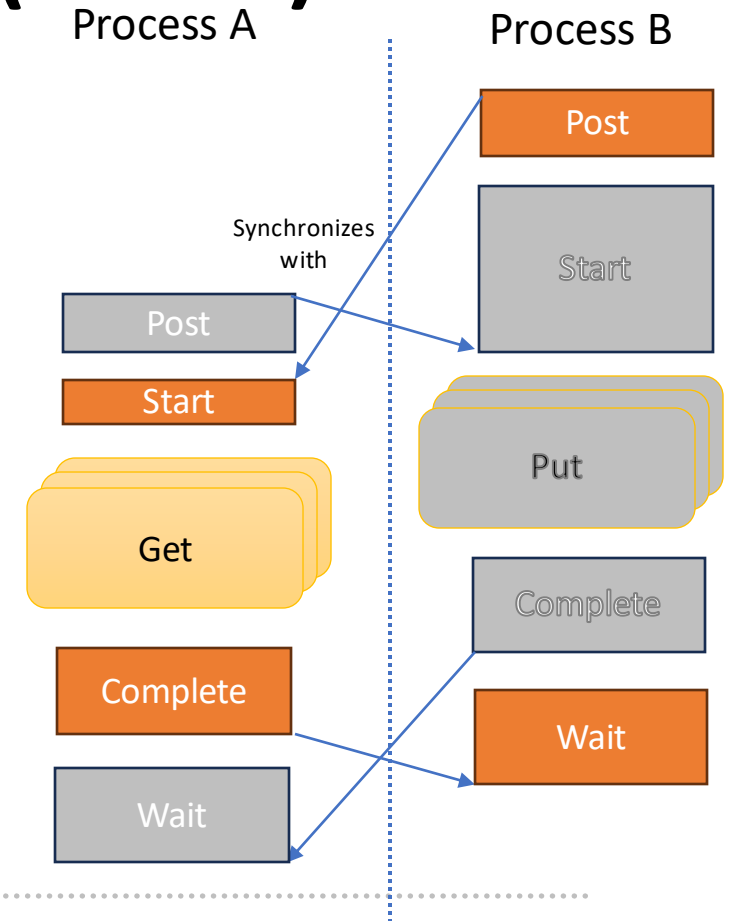 Process A
Process B
Post
Synchronizes
with
Start
Post
Start
Put
Get
Complete
Complete
Wait
Wait